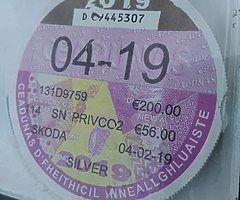 2019
445307
04-19
131D9759 €200.00
14 SN PRIVCO2 €56.00
SKODA 04-02-19
SILVER
CEADÚNAS D'FHEITHICIL INNEALLGHLUAISTE